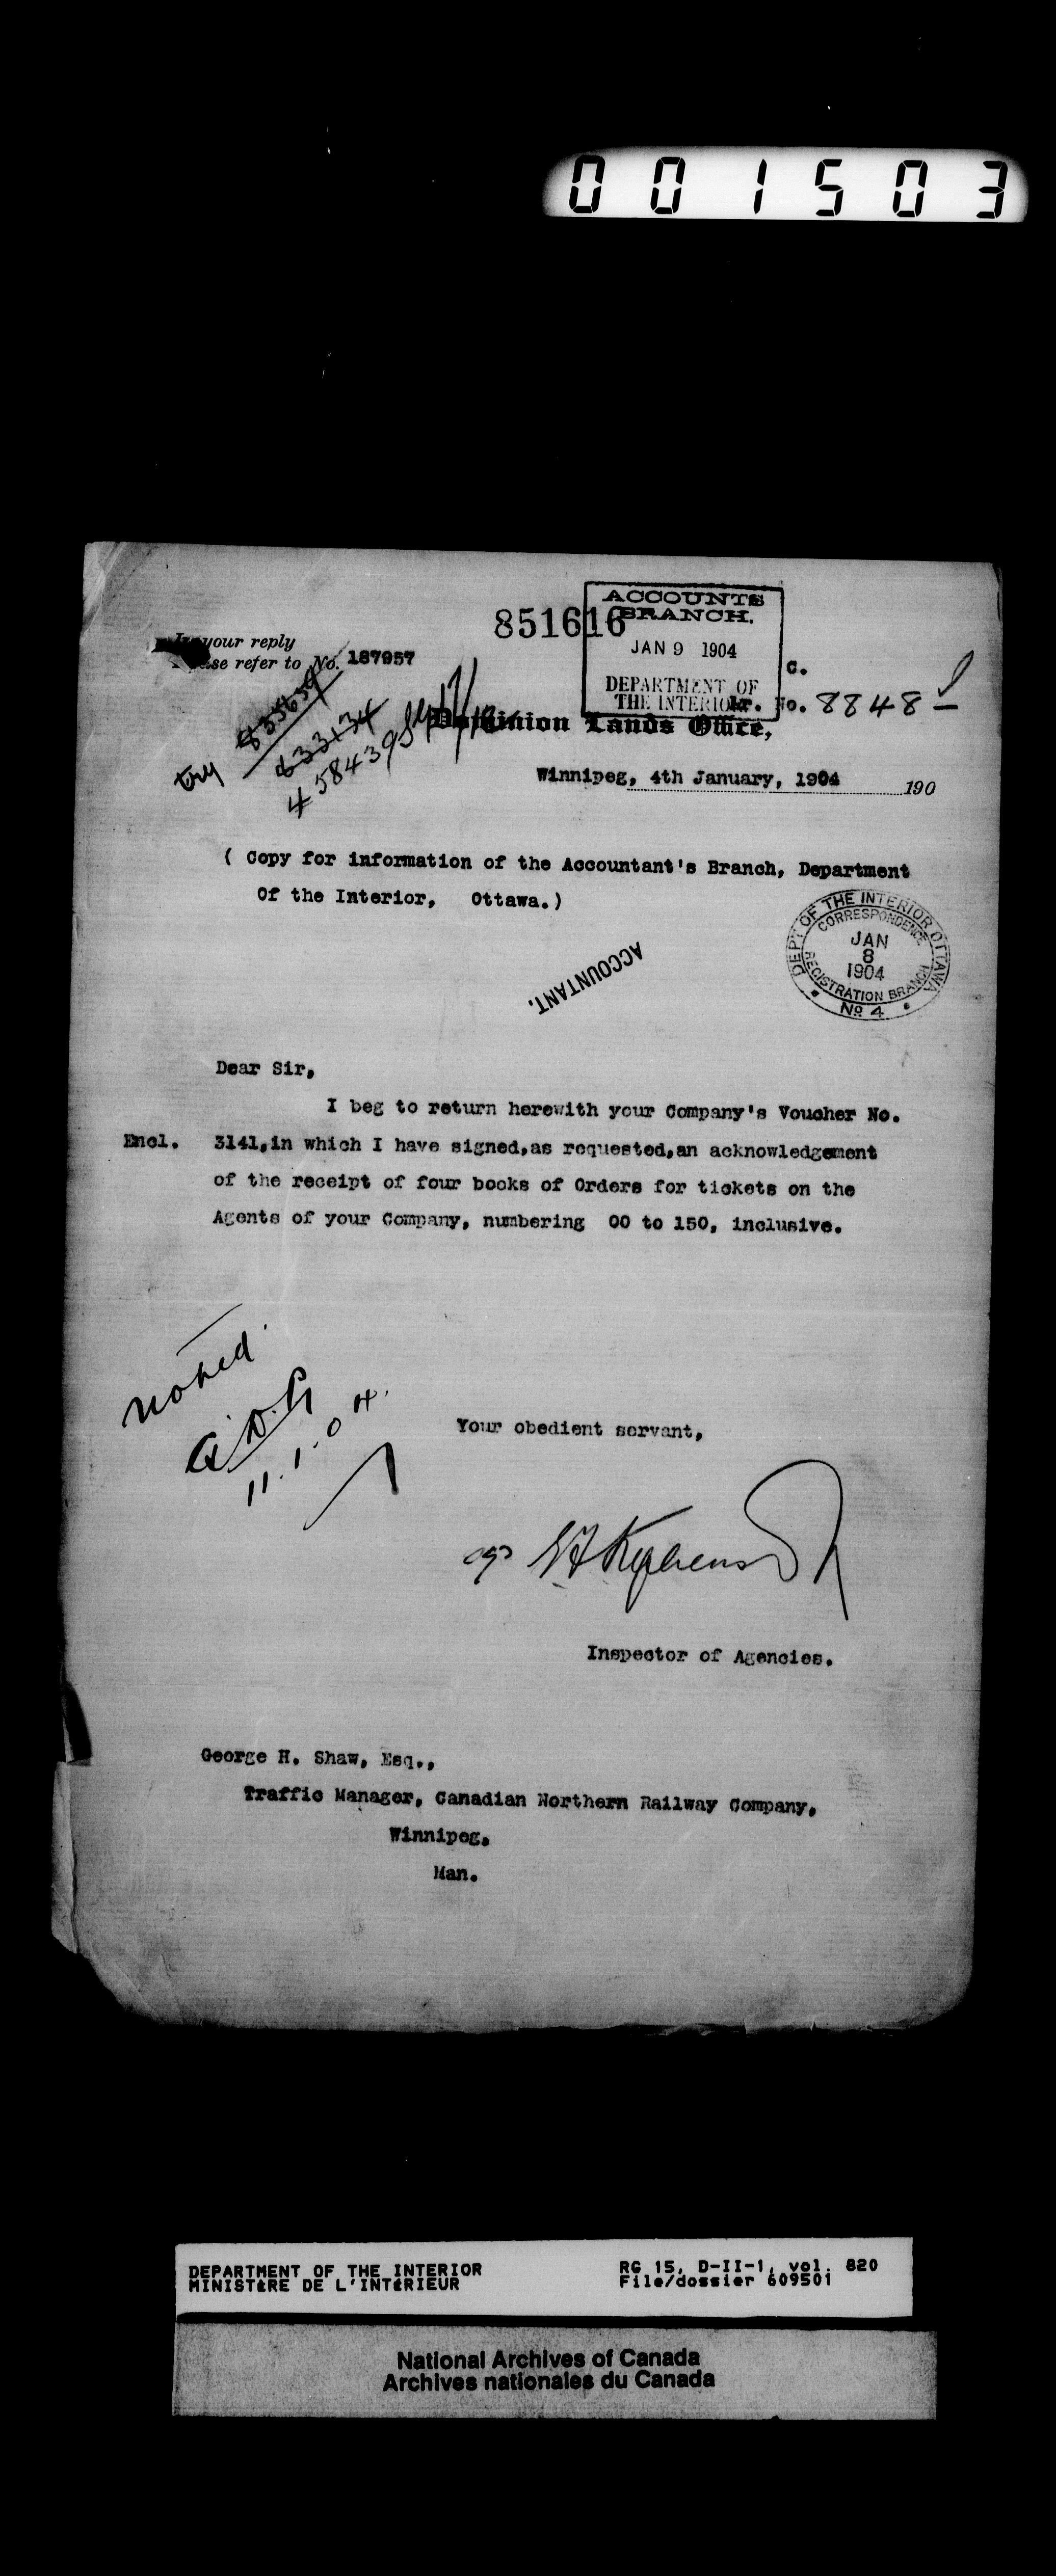 001503
ACCOUNTS
BRANCH.
851616
JAN 9 1904
In your reply
refer to No. 187957
C.
DEPARTMENT OF
THE INTERIOR
Lr. No. 8848
Dominion Lands Office,
835659
833134
458439
try
Winnipeg, 4th January, 1904 190
( Copy for information of the Accountant's Branch, Department
Of the Interior, Ottawa.)
DEPT OF THE INTERIOR OTTAWA
CORRESPONDENCE
JAN
8
1904
REGISTRATION BRANCH
No 4
ACCOUNTANT.
Dear Sir,
I beg to return herewith your Company's Voucher No.
Encl. 3141,in which I have signed,as requested,an acknowledgement
of the receipt of four books of Orders for tickets on the
Agents of your Company, numbering 00 to 150, inclusive.
noted
11.1.04.
Your obedient servant,
Inspector of Agencies.
George H. Shaw, Esq.,
Traffic Manager, Canadian Northern Railway Company,
Winnipeg.
Man.
DEPARTMENT OF THE INTERIOR RG 15, D-II-1, vol. 820
MINISTÈRE DE L'INTÉRIEUR File/dossier 609501
National Archives of Canada
Archives nationales du Canada